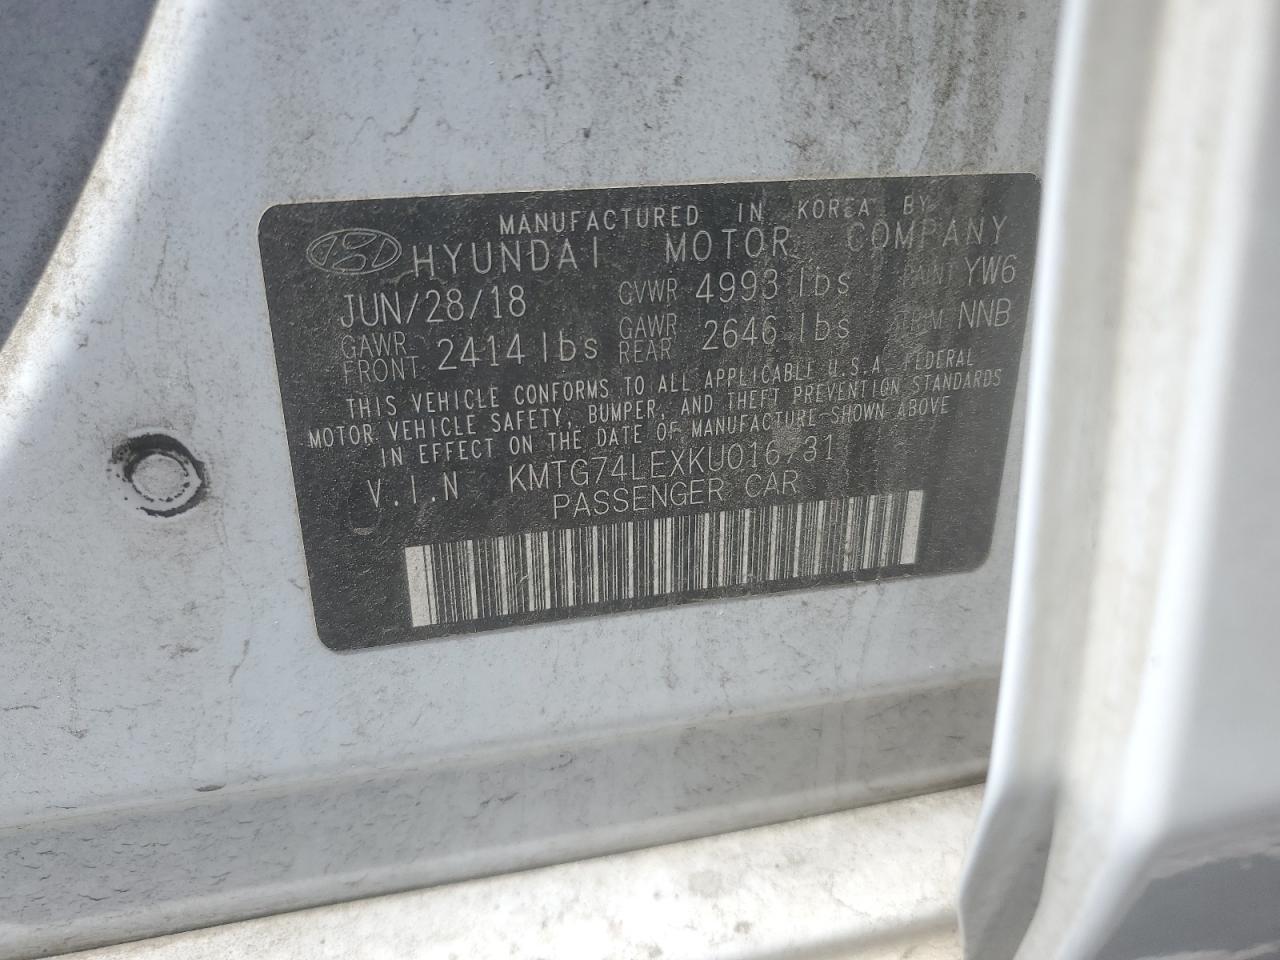 MANUFACTURED IN KOREA BY
HYUNDAI MOTOR COMPANY
JUN/28/18 GVWR 4993 lbs PAINT YW6
GAWR FRONT 2414 lbs GAWR REAR 2646 lbs TRIM NNB
THIS VEHICLE CONFORMS TO ALL APPLICABLE U.S.A FEDERAL
MOTOR VEHICLE SAFETY, BUMPER, AND THEFT PREVENTION STANDARDS
IN EFFECT ON THE DATE OF MANUFACTURE SHOWN ABOVE
V.I.N
PASSENGER CAR